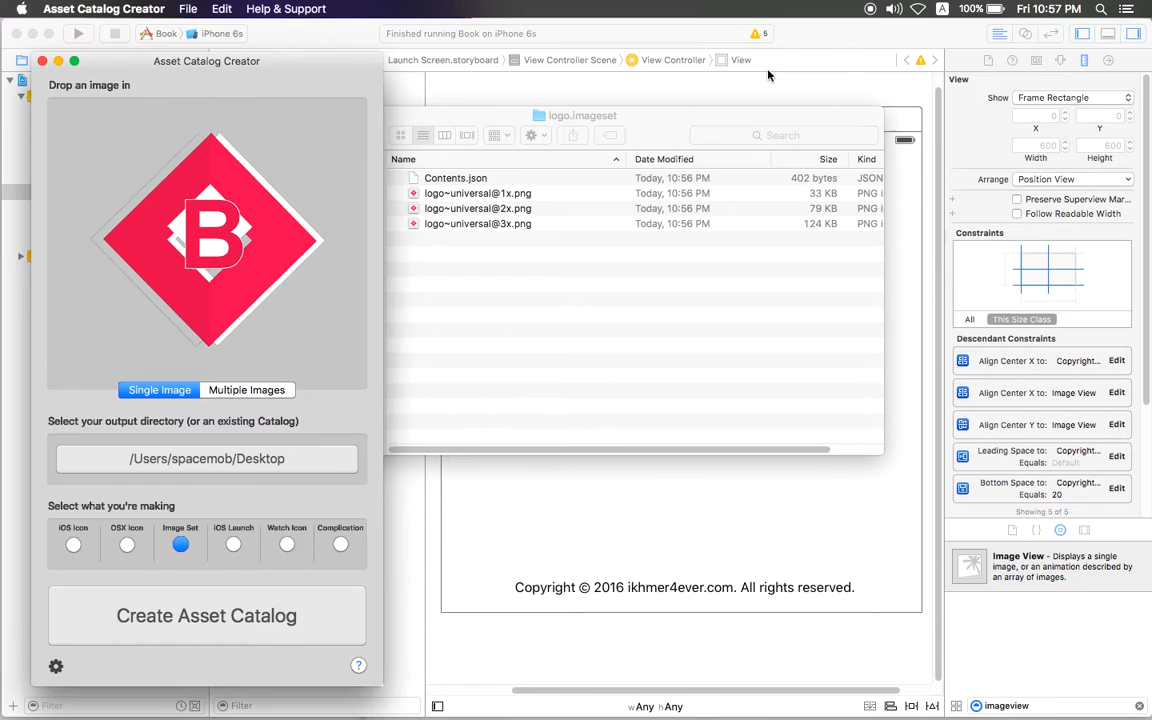 Asset Catalog Creator File Edit Help & Support A 100% Fri 10:57 PM
Book iPhone 6s Finished running Book on iPhone 6s 5
Asset Catalog Creator
Launch Screen.storyboard View Controller Scene View Controller View
Drop an image in
B
Single Image Multiple Images
Select your output directory (or an existing Catalog)
/Users/spacemob/Desktop
Select what you're making
iOS Icon OSX Icon Image Set iOS Launch Watch Icon Complication
Create Asset Catalog
?
logo.imageset
Search
Name Date Modified Size Kind
Contents.json Today, 10:56 PM 402 bytes JSON
logo~universal@1x.png Today, 10:56 PM 33 KB PNG i
logo~universal@2x.png Today, 10:56 PM 79 KB PNG i
logo~universal@3x.png Today, 10:56 PM 124 KB PNG i
Copyright © 2016 ikhmer4ever.com. All rights reserved.
Filter Filter wAny hAny
View
Show Frame Rectangle
0 0
X Y
600 600
Width Height
Arrange Position View
Preserve Superview Mar...
Follow Readable Width
Constraints
All This Size Class
Descendant Constraints
Align Center X to: Copyright... Edit
Align Center X to: Image View Edit
Align Center Y to: Image View Edit
Leading Space to: Copyright... Edit
Equals: Default
Bottom Space to: Copyright... Edit
Equals: 20
Showing 5 of 5
Image View - Displays a single
image, or an animation described by
an array of images.
imageview